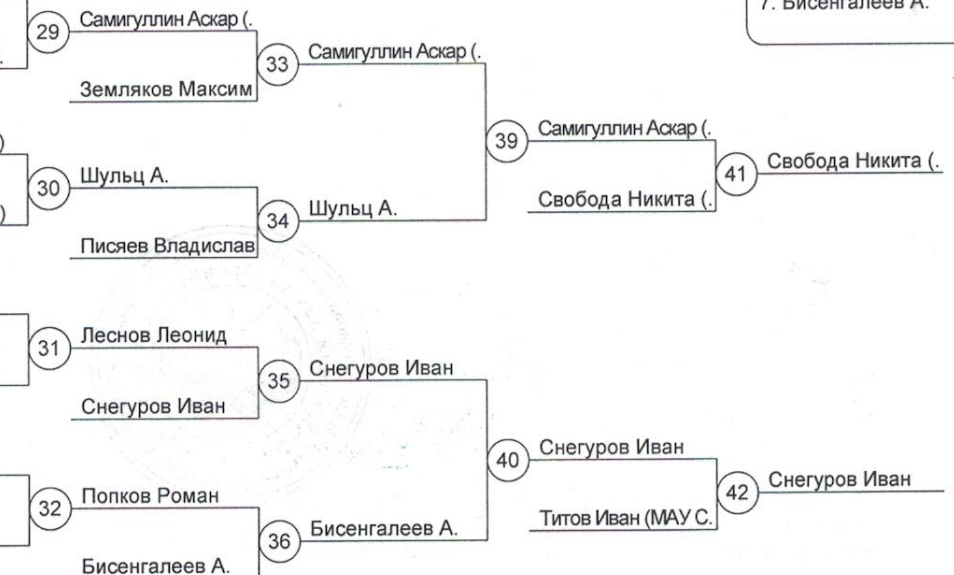 7. Бисенгалеев А.
29 Самигуллин Аскар (.
33 Самигуллин Аскар (.
Земляков Максим
39 Самигуллин Аскар (.
41 Свобода Никита (.
)
30 Шульц А.
Свобода Никита (.
)
34 Шульц А.
Писяев Владислав
31 Леснов Леонид
35 Снегуров Иван
Снегуров Иван
40 Снегуров Иван
42 Снегуров Иван
32 Попков Роман
Титов Иван (МАУ С.
36 Бисенгалеев А.
Бисенгалеев А.